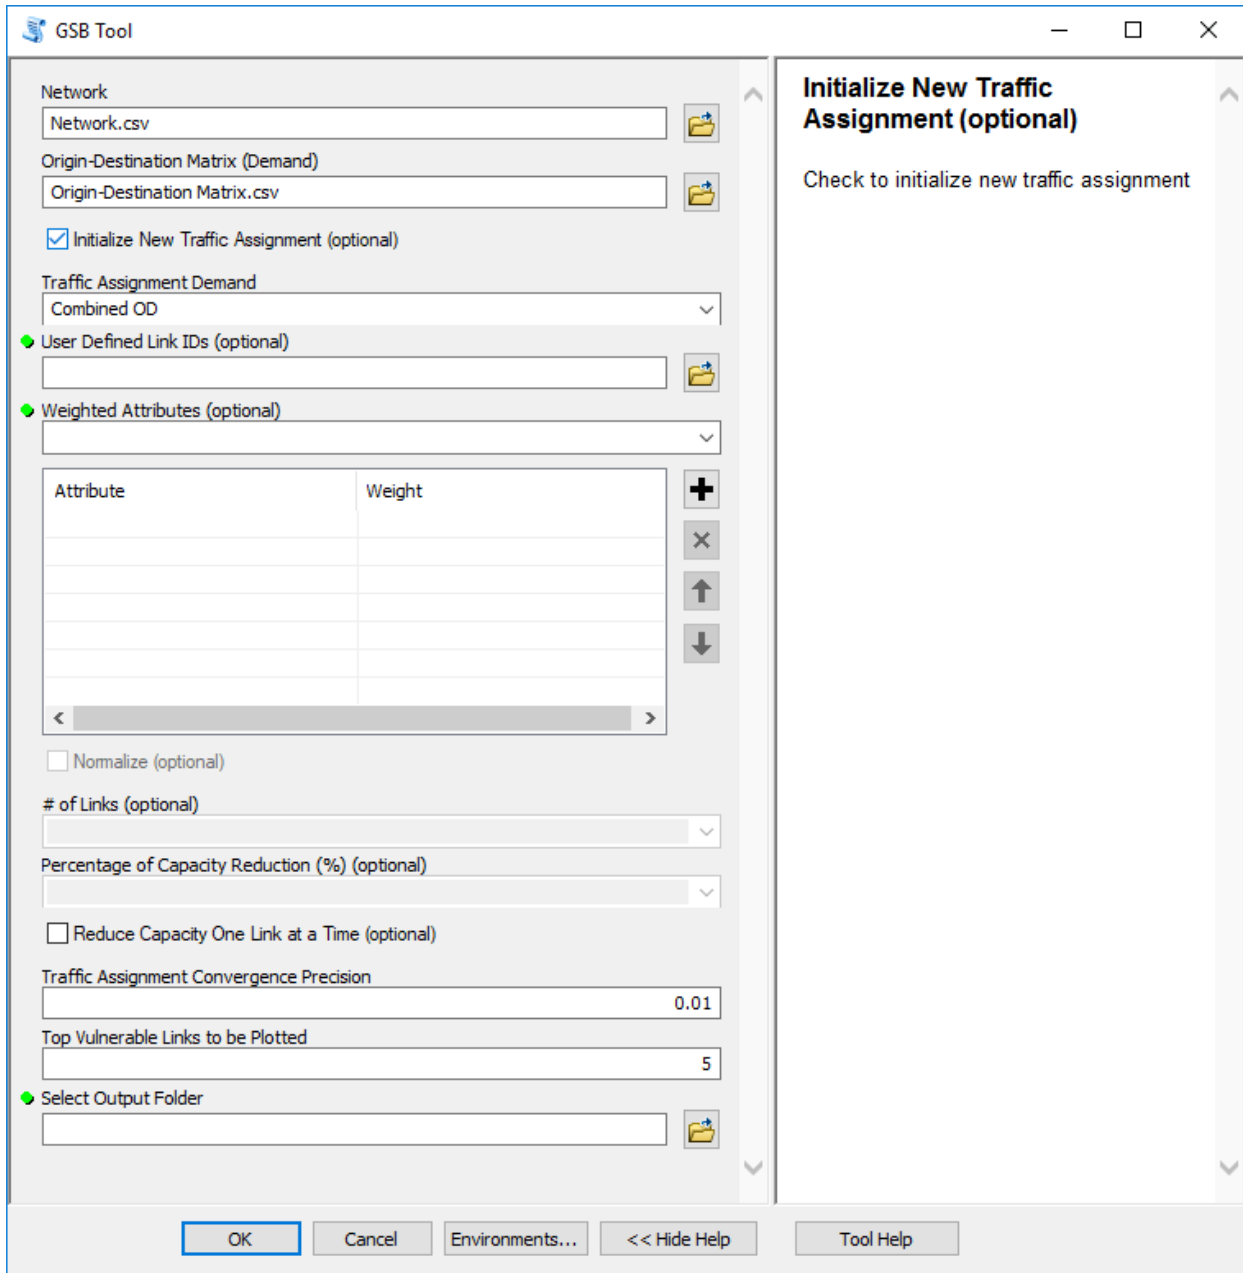 GSB Tool
Network
Network.csv
Origin-Destination Matrix (Demand)
Origin-Destination Matrix.csv
Initialize New Traffic Assignment (optional)
Traffic Assignment Demand
Combined OD
User Defined Link IDs (optional)
Weighted Attributes (optional)
Attribute Weight
Normalize (optional)
# of Links (optional)
Percentage of Capacity Reduction (%) (optional)
Reduce Capacity One Link at a Time (optional)
Traffic Assignment Convergence Precision
0.01
Top Vulnerable Links to be Plotted
5
Select Output Folder
Initialize New Traffic
Assignment (optional)
Check to initialize new traffic assignment
OK Cancel Environments... << Hide Help Tool Help